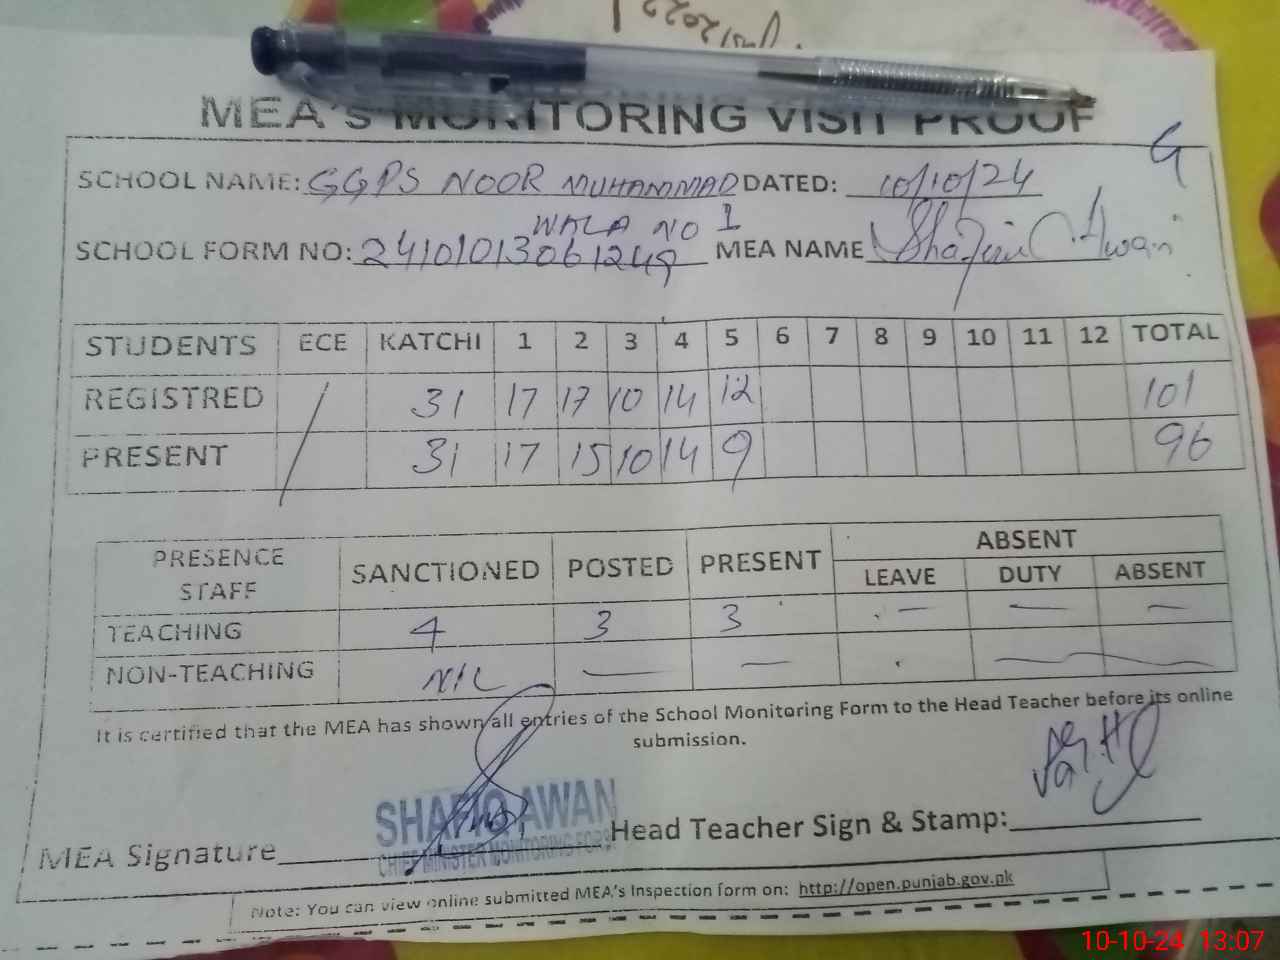 MEA's MONITORING VISIT PROOF
SCHOOL NAME: GGPS NOOR MUHAMMAD DATED: 10/10/24
WALA NO 1
SCHOOL FORM NO: 24101013061249 MEA NAME Shafiq Awan
STUDENTS ECE KATCHI 1 2 3 4 5 6 7 8 9 10 11 12 TOTAL
REGISTRED / 31 17 17 10 14 12 101
PRESENT 31 17 15 10 14 9 96
PRESENCE STAFF SANCTIONED POSTED PRESENT ABSENT
LEAVE DUTY ABSENT
TEACHING 4 3 3 — — —
NON-TEACHING NIL — — —
It is certified that the MEA has shown all entries of the School Monitoring Form to the Head Teacher before its online
submission.
SHAFIQ AWAN
CHIEF MINISTER MONITORING FORS
MEA Signature Head Teacher Sign & Stamp:
Note: You can view online submitted MEA's Inspection form on: http://open.punjab.gov.pk
10-10-24 13:07